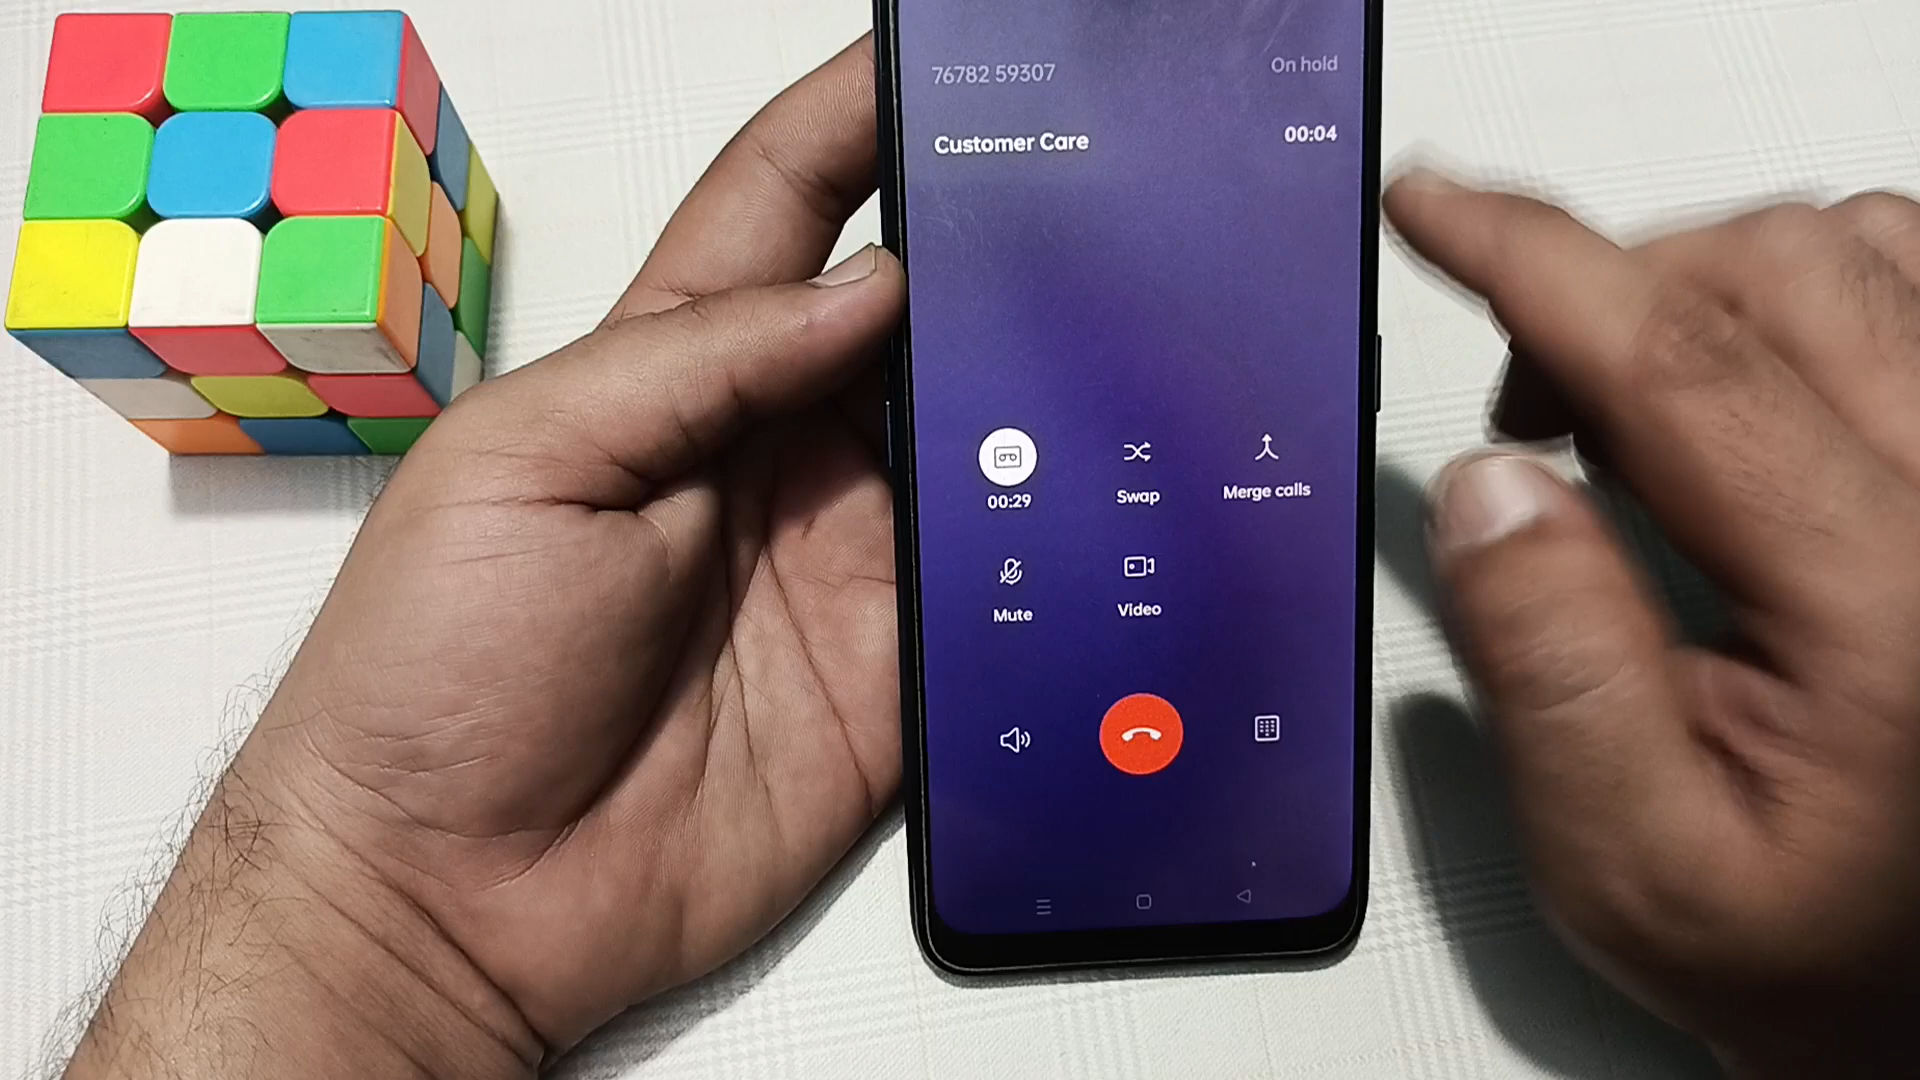 76782 59307 On hold
Customer Care 00:04
00:29 Swap Merge calls
Mute Video